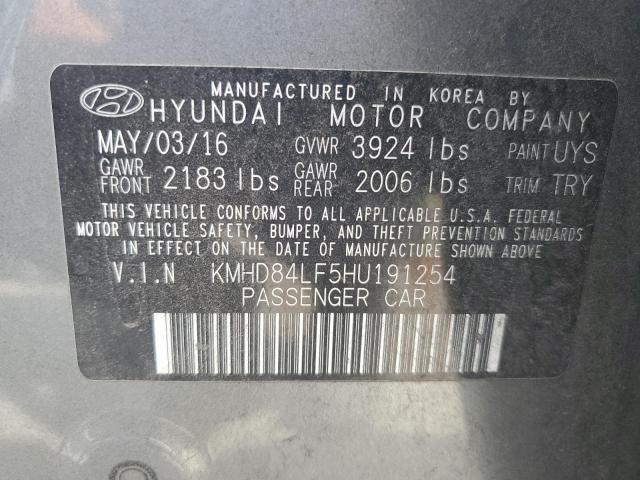 MANUFACTURED IN KOREA BY
HYUNDAI MOTOR COMPANY
MAY/03/16 GVWR 3924 lbs PAINT UYS
GAWR FRONT 2183 lbs GAWR REAR 2006 lbs TRIM TRY
THIS VEHICLE CONFORMS TO ALL APPLICABLE U.S.A. FEDERAL
MOTOR VEHICLE SAFETY, BUMPER, AND THEFT PREVENTION STANDARDS
IN EFFECT ON THE DATE OF MANUFACTURE SHOWN ABOVE
V.I.N KMHD84LF5HU191254
PASSENGER CAR